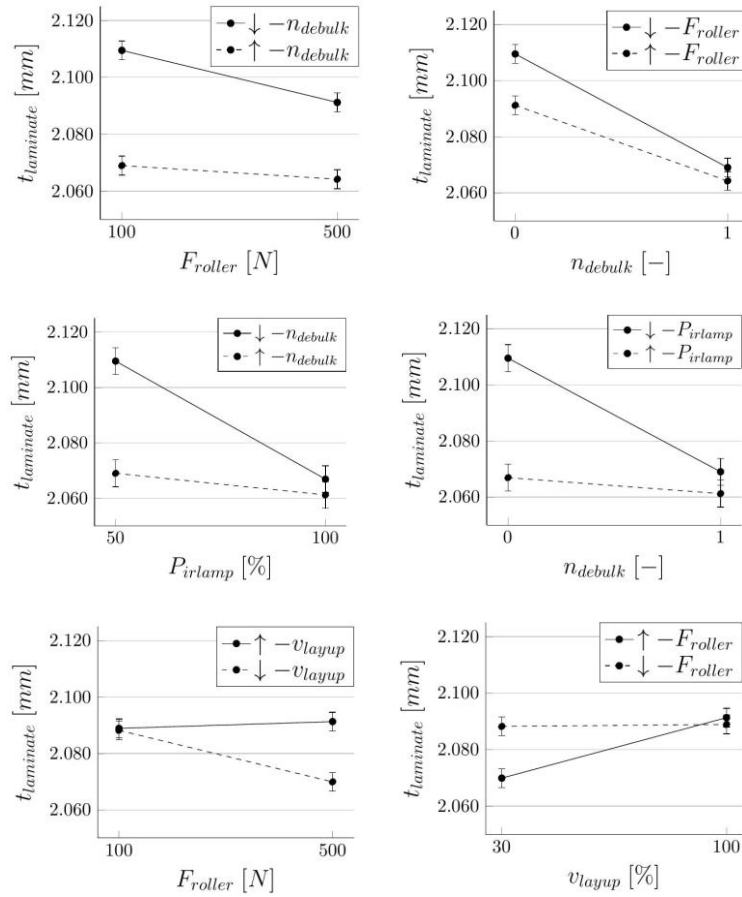 2.120
2.100
2.080
2.060
t_laminate [mm]
↓ −n_debulk
↑ −n_debulk
100
500
F_roller [N]
2.120
2.100
2.080
2.060
t_laminate [mm]
↓ −F_roller
↑ −F_roller
0
1
n_debulk [−]
2.120
2.100
2.080
2.060
t_laminate [mm]
↓ −n_debulk
↑ −n_debulk
50
100
P_irlamp [%]
2.120
2.100
2.080
2.060
t_laminate [mm]
↓ −P_irlamp
↑ −P_irlamp
0
1
n_debulk [−]
2.120
2.100
2.080
2.060
t_laminate [mm]
↑ −v_layup
↓ −v_layup
100
500
F_roller [N]
2.120
2.100
2.080
2.060
t_laminate [mm]
↑ −F_roller
↓ −F_roller
30
100
v_layup [%]